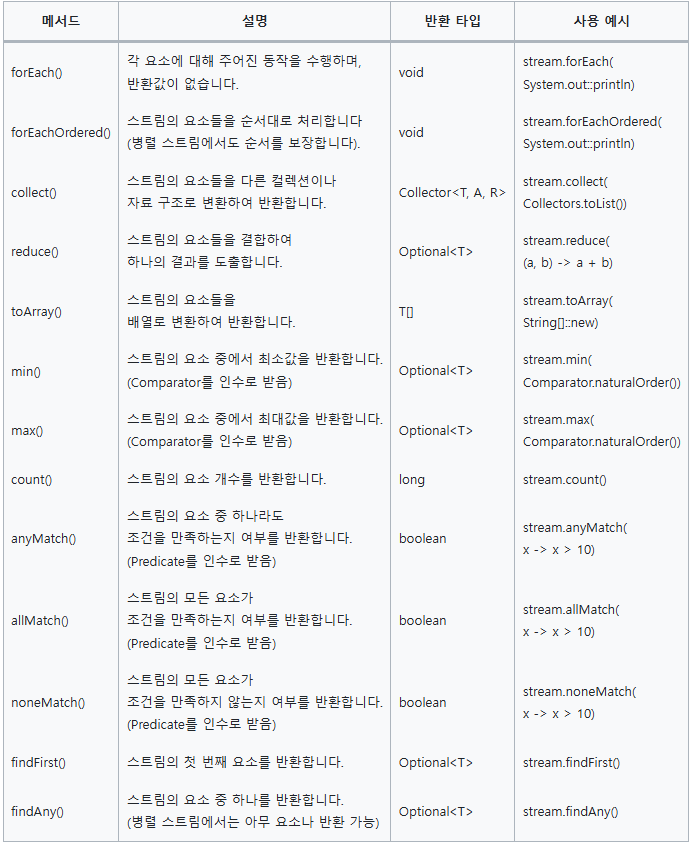 메서드 설명 반환 타입 사용 예시
forEach() 각 요소에 대해 주어진 동작을 수행하며, void stream.forEach(
반환값이 없습니다. System.out::println)
forEachOrdered() 스트림의 요소들을 순서대로 처리합니다 void stream.forEachOrdered(
(병렬 스트림에서도 순서를 보장합니다). System.out::println)
collect() 스트림의 요소들을 다른 컬렉션이나 Collector<T, A, R> stream.collect(
자료 구조로 변환하여 반환합니다. Collectors.toList())
reduce() 스트림의 요소들을 결합하여 Optional<T> stream.reduce(
하나의 결과를 도출합니다. (a, b) -> a + b)
toArray() 스트림의 요소들을 T[] stream.toArray(
배열로 변환하여 반환합니다. String[]::new)
min() 스트림의 요소 중에서 최소값을 반환합니다. Optional<T> stream.min(
(Comparator를 인수로 받음) Comparator.naturalOrder())
max() 스트림의 요소 중에서 최대값을 반환합니다. Optional<T> stream.max(
(Comparator를 인수로 받음) Comparator.naturalOrder())
count() 스트림의 요소 개수를 반환합니다. long stream.count()
anyMatch() 스트림의 요소 중 하나라도 boolean stream.anyMatch(
조건을 만족하는지 여부를 반환합니다. x -> x > 10)
(Predicate를 인수로 받음)
allMatch() 스트림의 모든 요소가 boolean stream.allMatch(
조건을 만족하는지 여부를 반환합니다. x -> x > 10)
(Predicate를 인수로 받음)
noneMatch() 스트림의 모든 요소가 boolean stream.noneMatch(
조건을 만족하지 않는지 여부를 반환합니다. x -> x > 10)
(Predicate를 인수로 받음)
findFirst() 스트림의 첫 번째 요소를 반환합니다. Optional<T> stream.findFirst()
findAny() 스트림의 요소 중 하나를 반환합니다. Optional<T> stream.findAny()
(병렬 스트림에서는 아무 요소나 반환 가능)